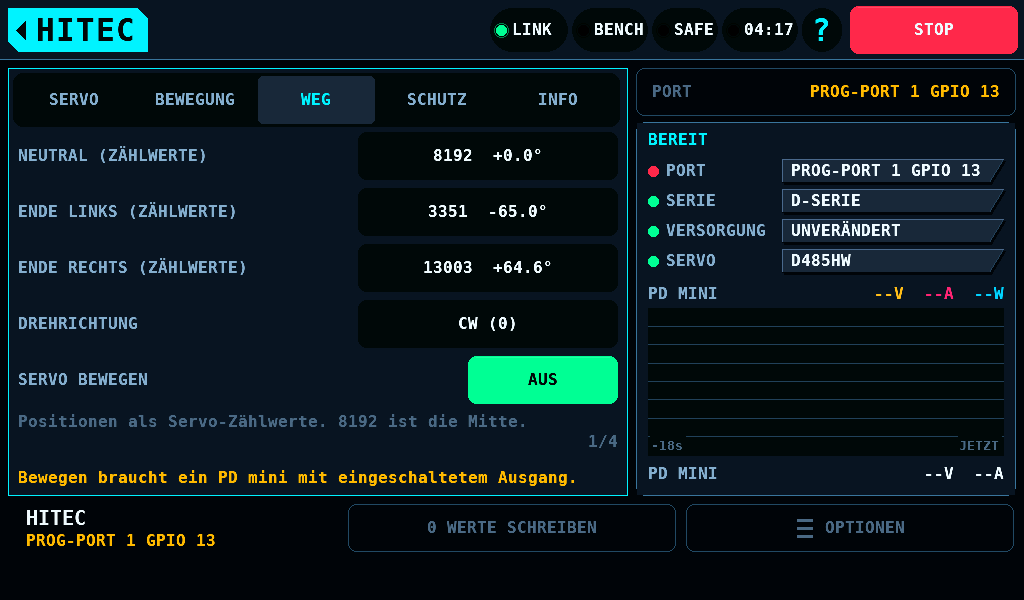 HITEC
LINK
BENCH
SAFE
04:17
?
STOP
SERVO BEWEGUNG WEG SCHUTZ INFO
NEUTRAL (ZÄHLWERTE) 8192 +0.0°
ENDE LINKS (ZÄHLWERTE) 3351 -65.0°
ENDE RECHTS (ZÄHLWERTE) 13003 +64.6°
DREHRICHTUNG CW (0)
SERVO BEWEGEN AUS
Positionen als Servo-Zählwerte. 8192 ist die Mitte.
1/4
Bewegen braucht ein PD mini mit eingeschaltetem Ausgang.
PORT PROG-PORT 1 GPIO 13
BEREIT
PORT PROG-PORT 1 GPIO 13
SERIE D-SERIE
VERSORGUNG UNVERÄNDERT
SERVO D485HW
PD MINI --V --A --W
-18s JETZT
PD MINI --V --A
HITEC
PROG-PORT 1 GPIO 13
0 WERTE SCHREIBEN
OPTIONEN